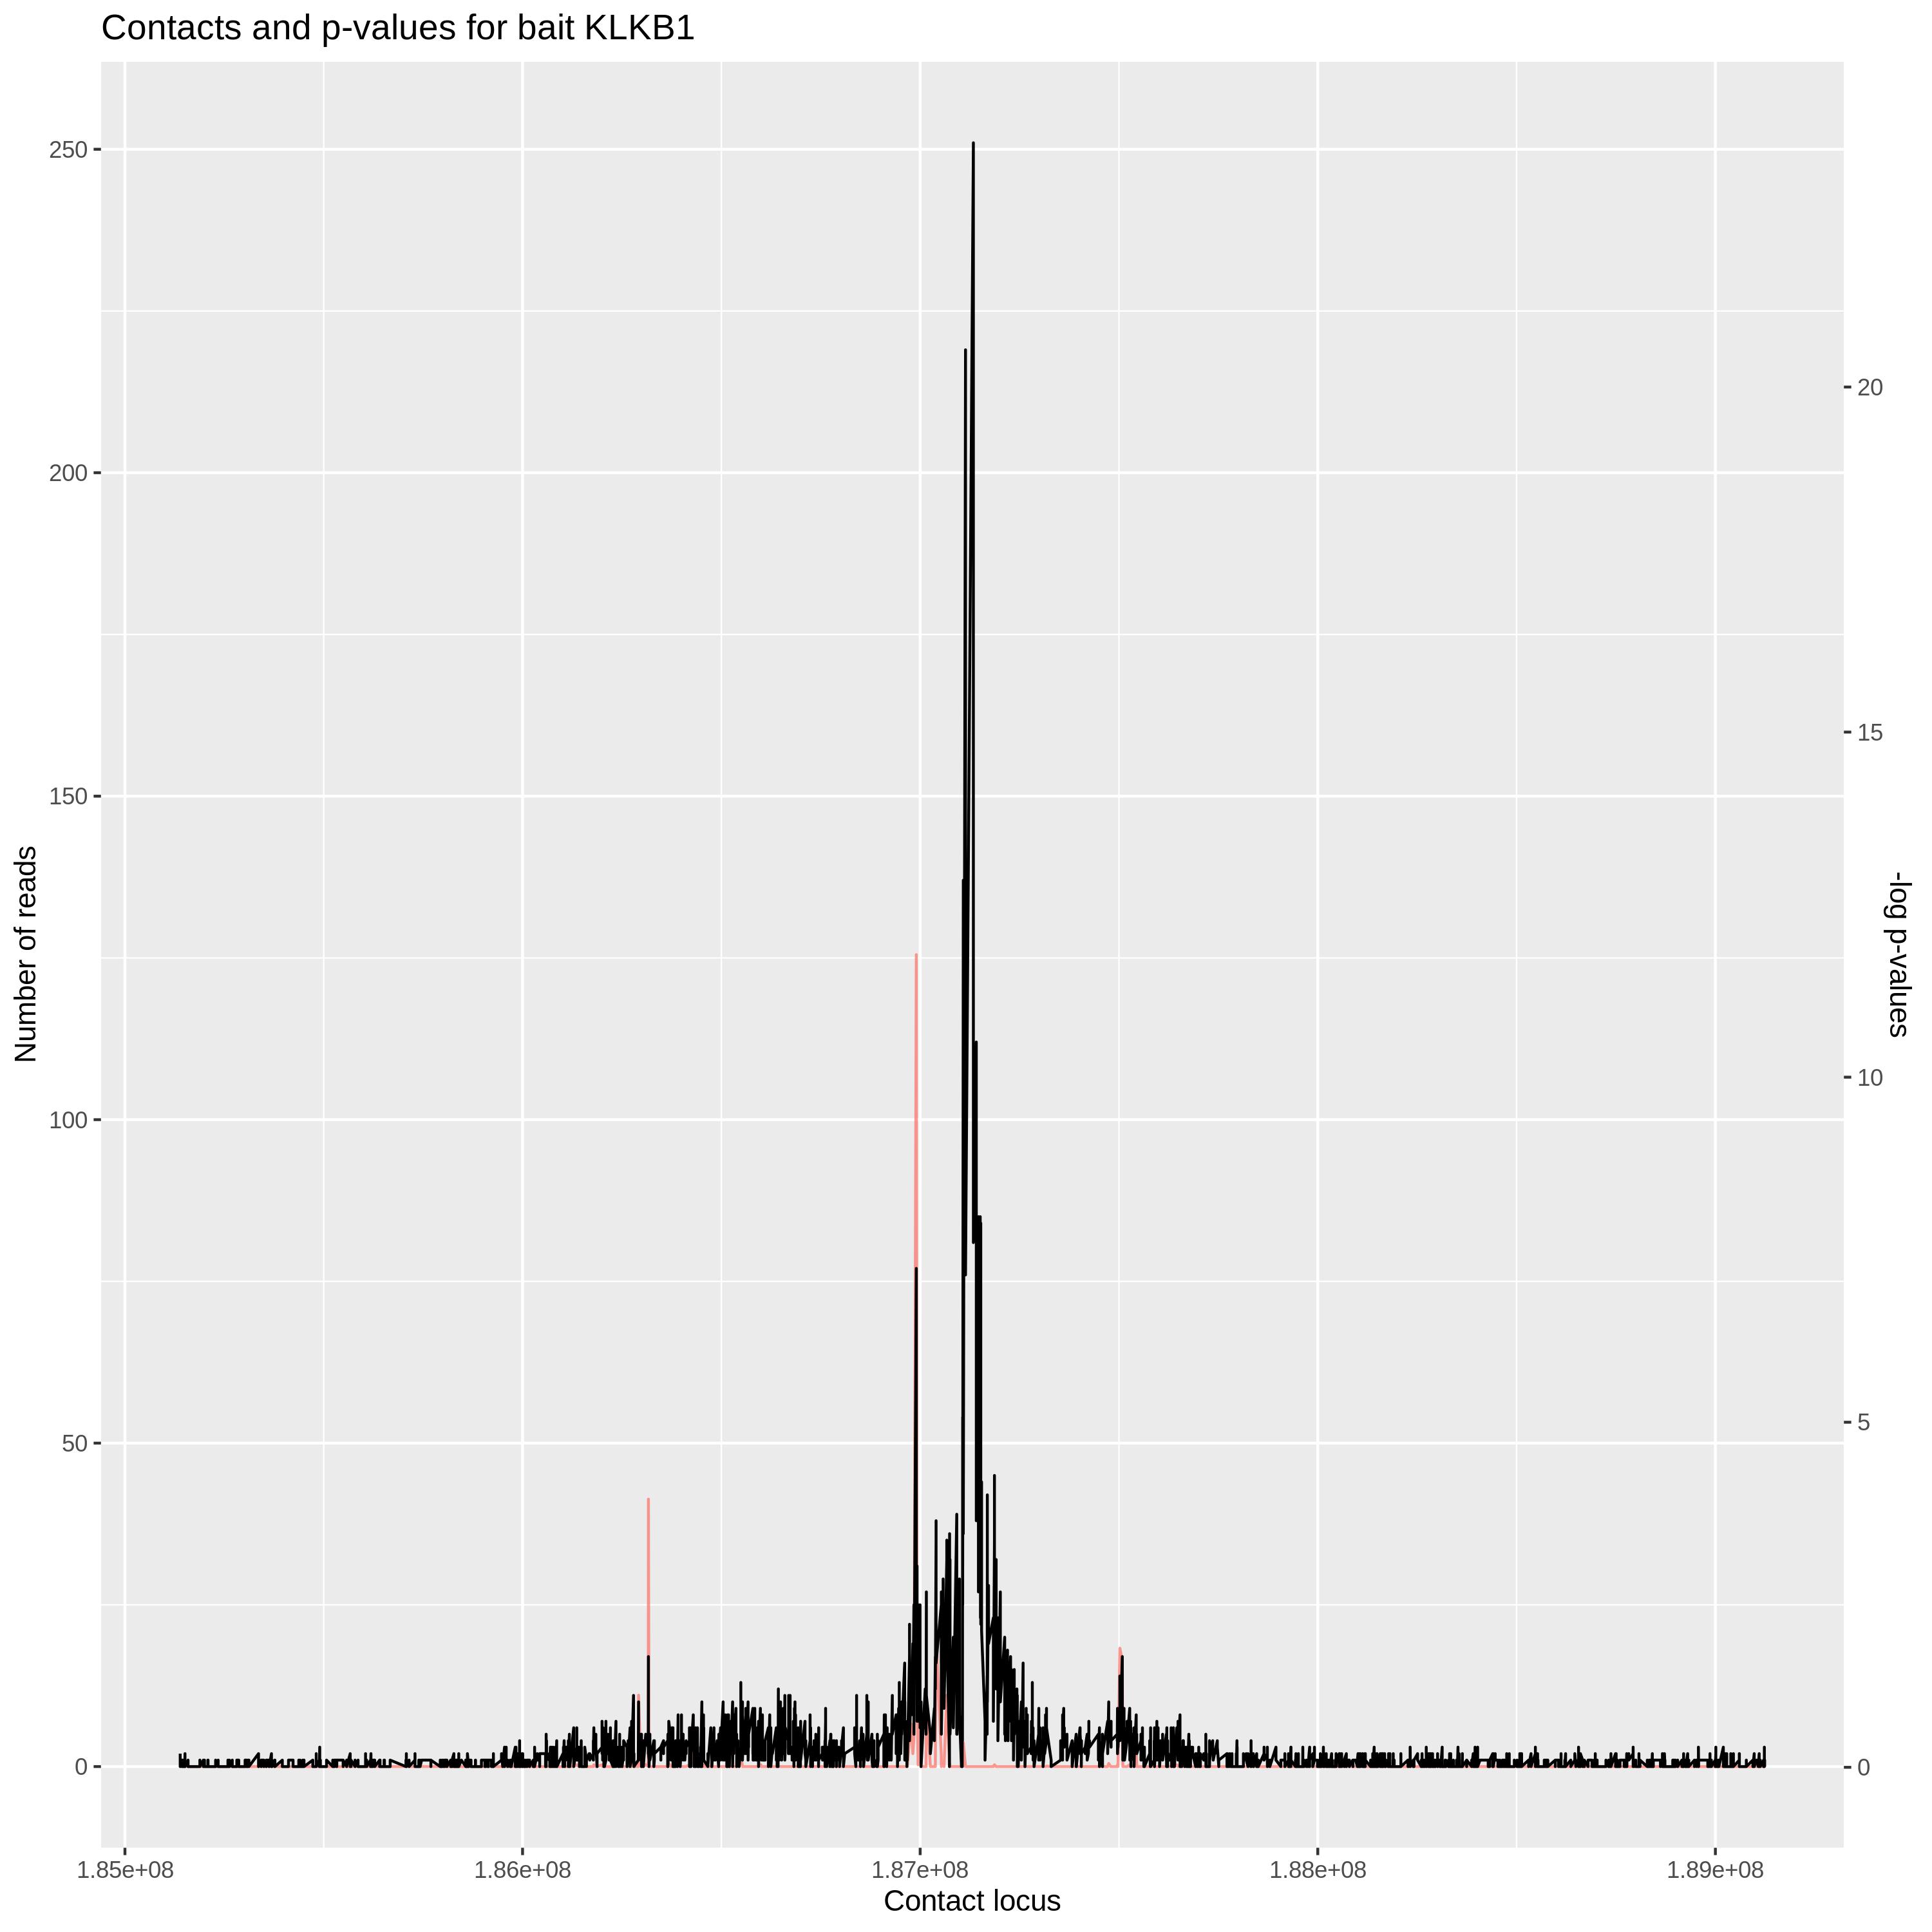 Contacts and p-values for bait KLKB1
250
200
150
100
50
0
Number of reads
20
15
10
5
0
-log p-values
1.85e+08 1.86e+08 1.87e+08 1.88e+08 1.89e+08
Contact locus